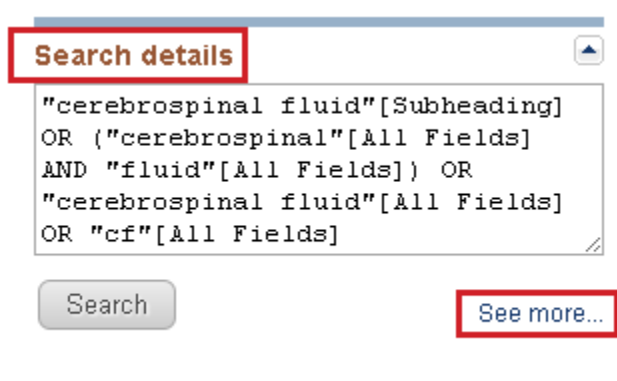 Search details
"cerebrospinal fluid"[Subheading]
OR ("cerebrospinal"[All Fields]
AND "fluid"[All Fields]) OR
"cerebrospinal fluid"[All Fields]
OR "cf"[All Fields]
Search
See more...